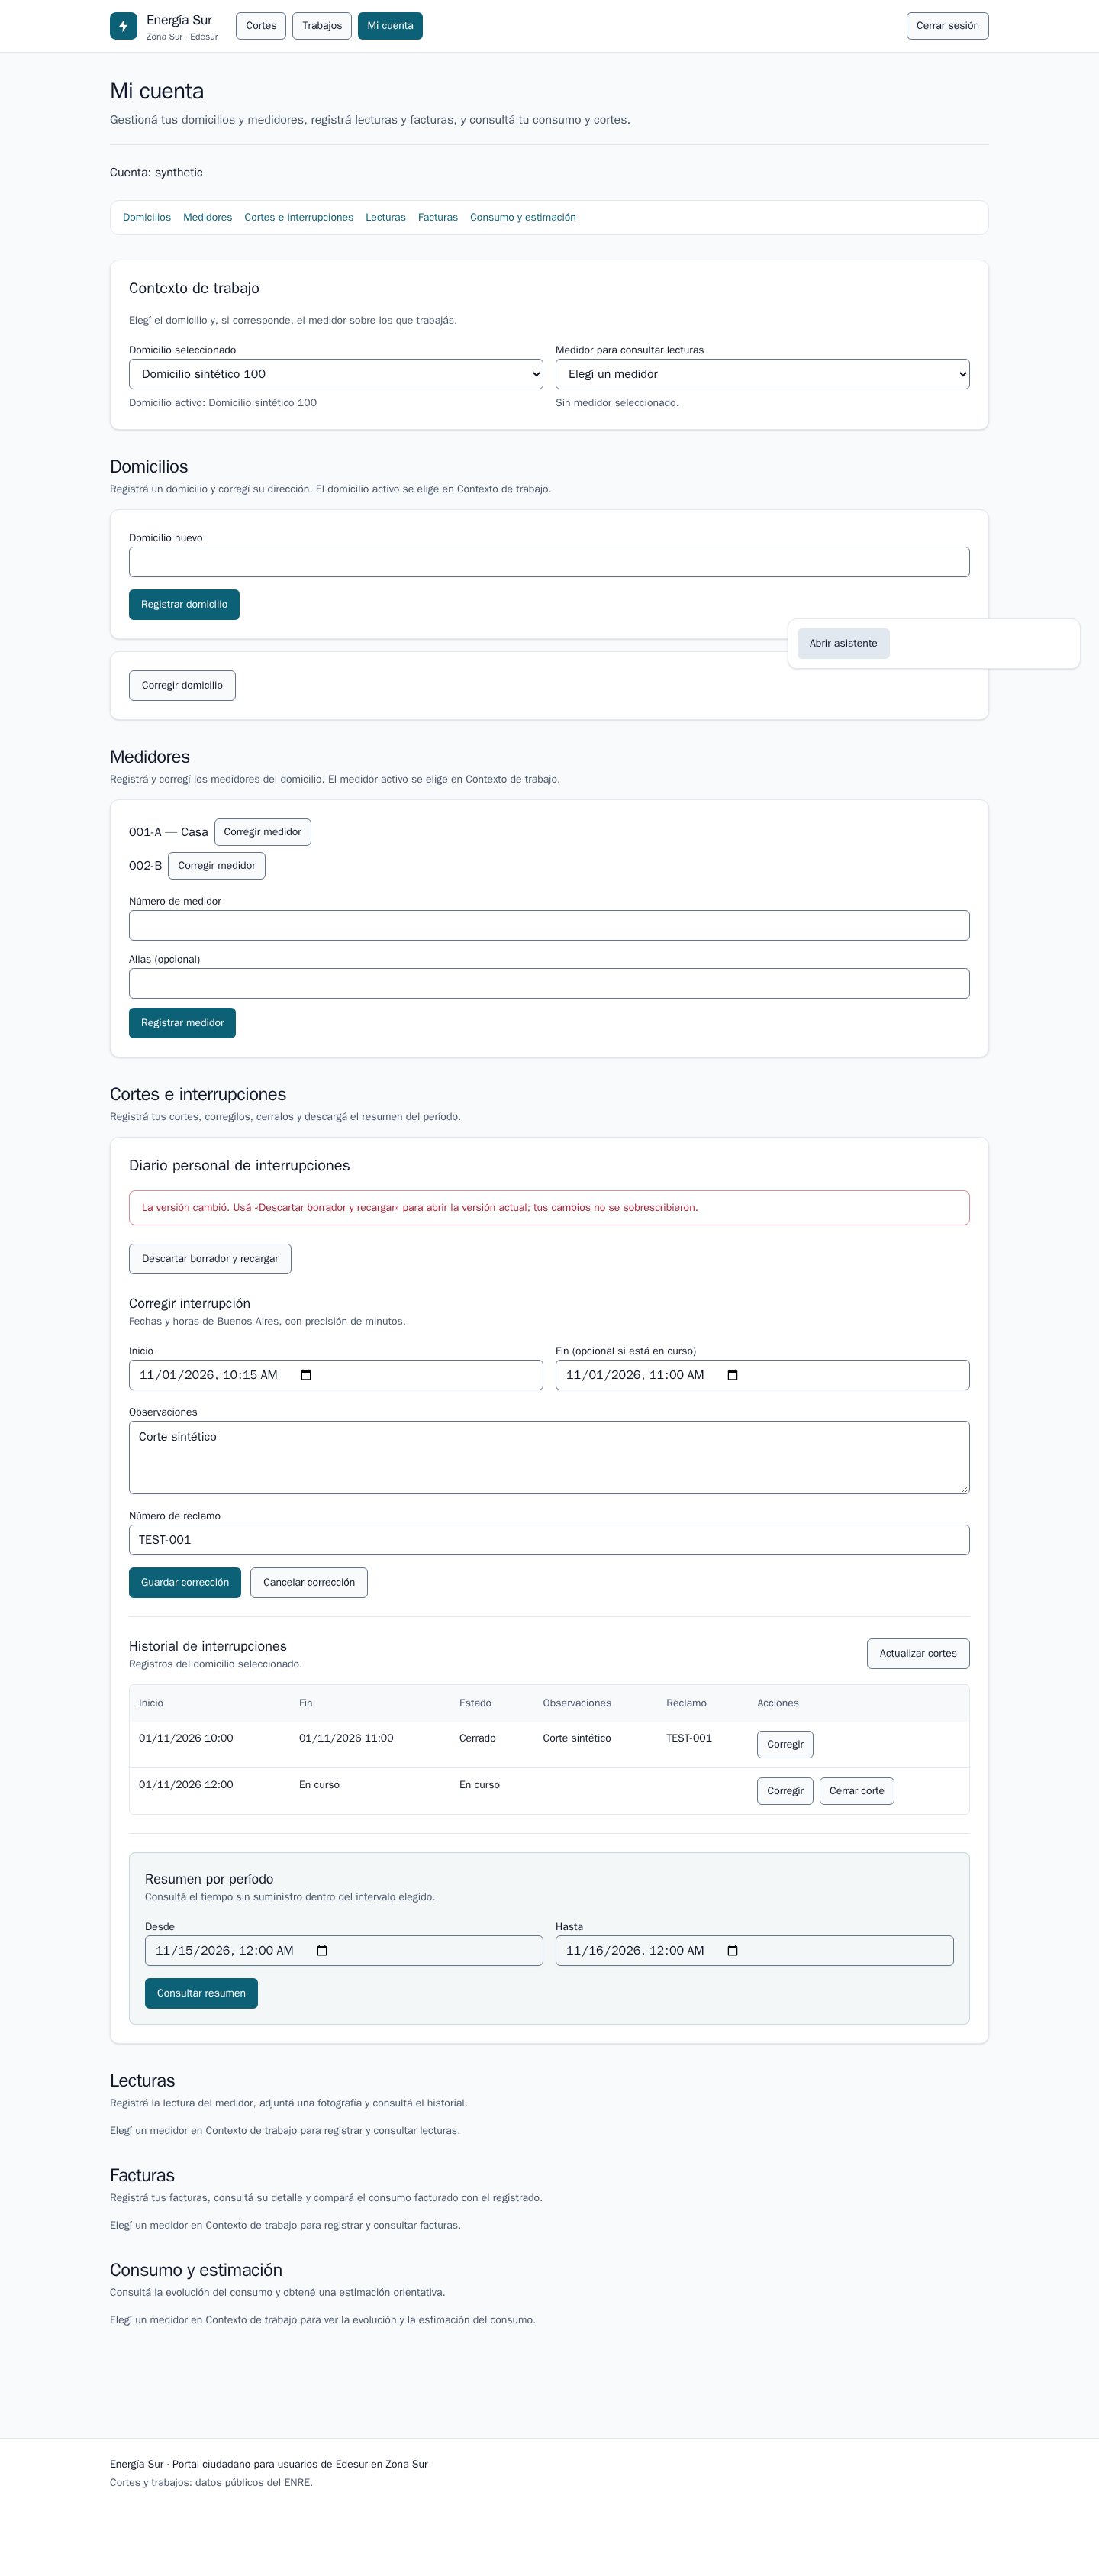 Energía Sur
Zona Sur · Edesur
Cortes
Trabajos
Mi cuenta
Cerrar sesión
Mi cuenta
Gestioná tus domicilios y medidores, registrá lecturas y facturas, y consultá tu consumo y cortes.
Cuenta: synthetic
Domicilios Medidores Cortes e interrupciones Lecturas Facturas Consumo y estimación
Contexto de trabajo
Elegí el domicilio y, si corresponde, el medidor sobre los que trabajás.
Domicilio seleccionado
Domicilio sintético 100
Domicilio activo: Domicilio sintético 100
Medidor para consultar lecturas
Elegí un medidor
Sin medidor seleccionado.
Domicilios
Registrá un domicilio y corregí su dirección. El domicilio activo se elige en Contexto de trabajo.
Domicilio nuevo
Registrar domicilio
Abrir asistente
Corregir domicilio
Medidores
Registrá y corregí los medidores del domicilio. El medidor activo se elige en Contexto de trabajo.
001-A — Casa Corregir medidor
002-B Corregir medidor
Número de medidor
Alias (opcional)
Registrar medidor
Cortes e interrupciones
Registrá tus cortes, corregilos, cerralos y descargá el resumen del período.
Diario personal de interrupciones
La versión cambió. Usá «Descartar borrador y recargar» para abrir la versión actual; tus cambios no se sobrescribieron.
Descartar borrador y recargar
Corregir interrupción
Fechas y horas de Buenos Aires, con precisión de minutos.
Inicio
11/01/2026, 10:15 AM
Fin (opcional si está en curso)
11/01/2026, 11:00 AM
Observaciones
Corte sintético
Número de reclamo
TEST-001
Guardar corrección
Cancelar corrección
Historial de interrupciones
Registros del domicilio seleccionado.
Actualizar cortes
Inicio Fin Estado Observaciones Reclamo Acciones
01/11/2026 10:00 01/11/2026 11:00 Cerrado Corte sintético TEST-001 Corregir
01/11/2026 12:00 En curso En curso Corregir Cerrar corte
Resumen por período
Consultá el tiempo sin suministro dentro del intervalo elegido.
Desde
11/15/2026, 12:00 AM
Hasta
11/16/2026, 12:00 AM
Consultar resumen
Lecturas
Registrá la lectura del medidor, adjuntá una fotografía y consultá el historial.
Elegí un medidor en Contexto de trabajo para registrar y consultar lecturas.
Facturas
Registrá tus facturas, consultá su detalle y compará el consumo facturado con el registrado.
Elegí un medidor en Contexto de trabajo para registrar y consultar facturas.
Consumo y estimación
Consultá la evolución del consumo y obtené una estimación orientativa.
Elegí un medidor en Contexto de trabajo para ver la evolución y la estimación del consumo.
Energía Sur · Portal ciudadano para usuarios de Edesur en Zona Sur
Cortes y trabajos: datos públicos del ENRE.